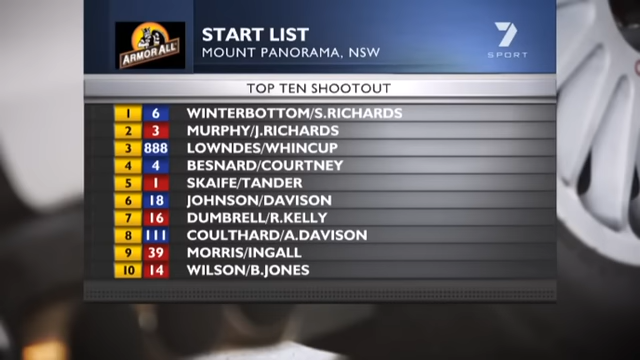 ARMOR ALL
START LIST
MOUNT PANORAMA, NSW
7
SPORT
TOP TEN SHOOTOUT
1 6 WINTERBOTTOM/S.RICHARDS
2 3 MURPHY/J.RICHARDS
3 888 LOWNDES/WHINCUP
4 4 BESNARD/COURTNEY
5 1 SKAIFE/TANDER
6 18 JOHNSON/DAVISON
7 16 DUMBRELL/R.KELLY
8 111 COULTHARD/A.DAVISON
9 39 MORRIS/INGALL
10 14 WILSON/B.JONES